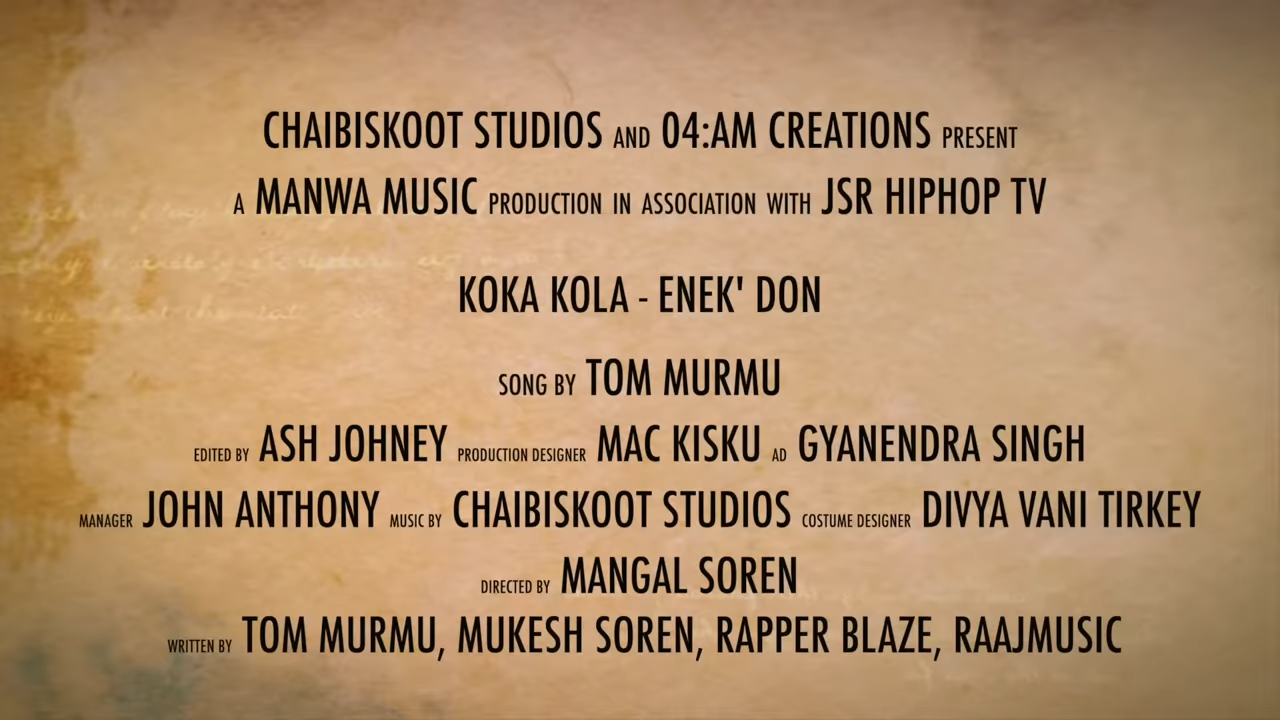 CHAIBISKOOT STUDIOS AND 04:AM CREATIONS PRESENT
A MANWA MUSIC PRODUCTION IN ASSOCIATION WITH JSR HIPHOP TV
KOKA KOLA - ENEK' DON
SONG BY TOM MURMU
EDITED BY ASH JOHNEY PRODUCTION DESIGNER MAC KISKU AD GYANENDRA SINGH
MANAGER JOHN ANTHONY MUSIC BY CHAIBISKOOT STUDIOS COSTUME DESIGNER DIVYA VANI TIRKEY
DIRECTED BY MANGAL SOREN
WRITTEN BY TOM MURMU, MUKESH SOREN, RAPPER BLAZE, RAAJMUSIC